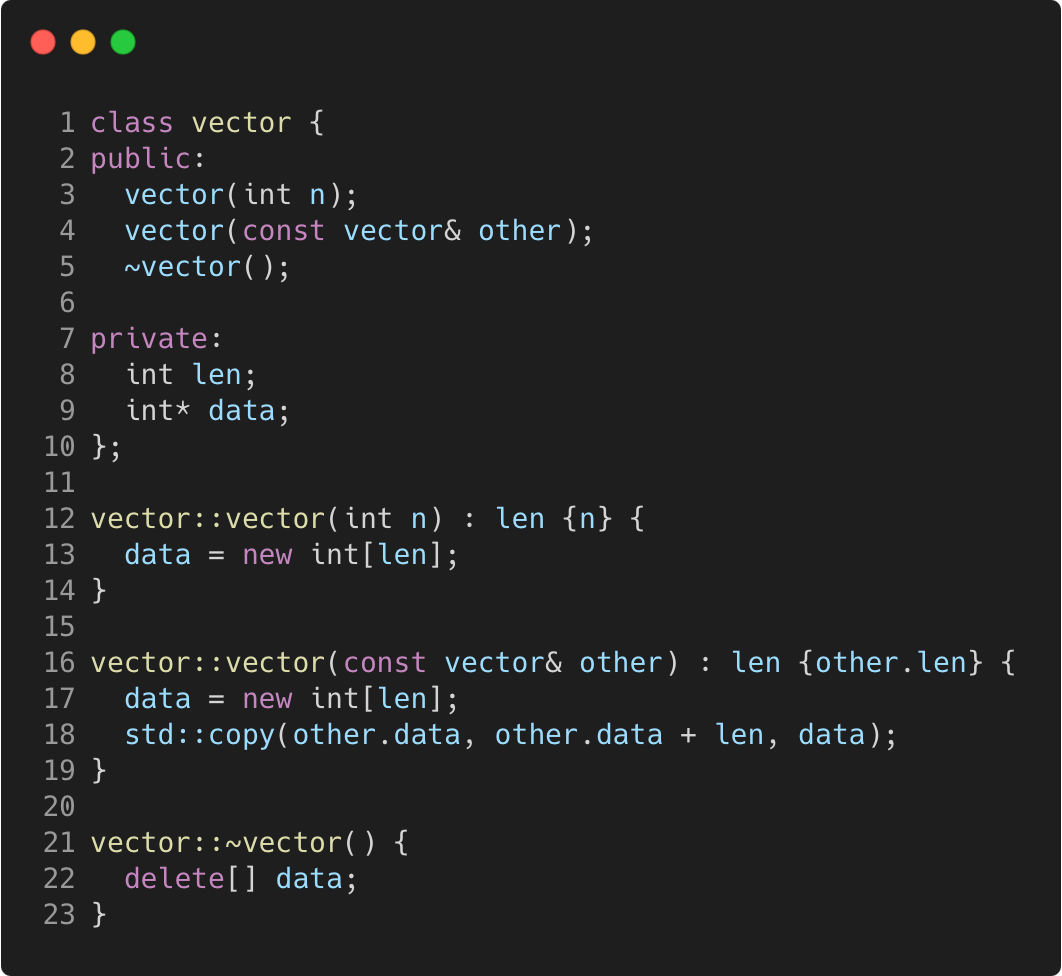 1 class vector {
2 public:
3   vector(int n);
4   vector(const vector& other);
5   ~vector();
6
7 private:
8   int len;
9   int* data;
10 };
11
12 vector::vector(int n) : len {n} {
13   data = new int[len];
14 }
15
16 vector::vector(const vector& other) : len {other.len} {
17   data = new int[len];
18   std::copy(other.data, other.data + len, data);
19 }
20
21 vector::~vector() {
22   delete[] data;
23 }